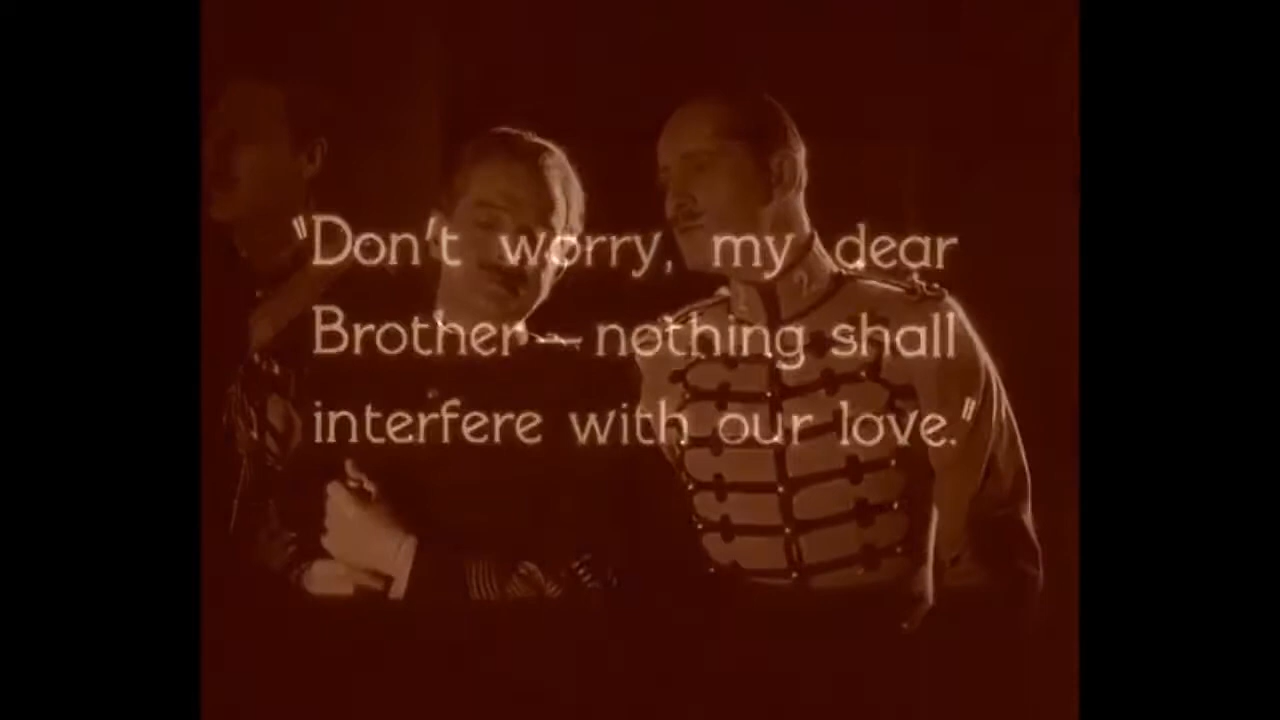 "Don't worry, my dear
Brother — nothing shall
interfere with our love."